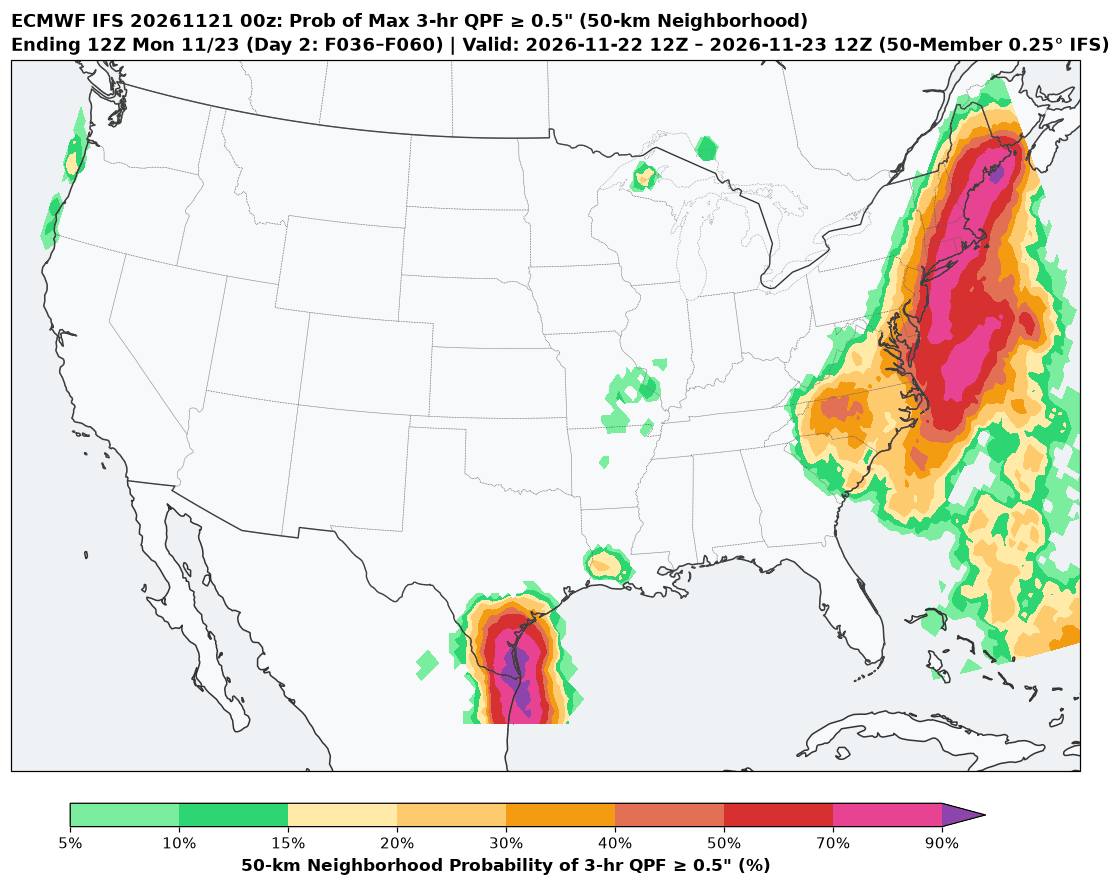 ECMWF IFS 20261121 00z: Prob of Max 3-hr QPF ≥ 0.5" (50-km Neighborhood)
Ending 12Z Mon 11/23 (Day 2: F036–F060) | Valid: 2026-11-22 12Z – 2026-11-23 12Z (50-Member 0.25° IFS)
5% 10% 15% 20% 30% 40% 50% 70% 90%
50-km Neighborhood Probability of 3-hr QPF ≥ 0.5" (%)